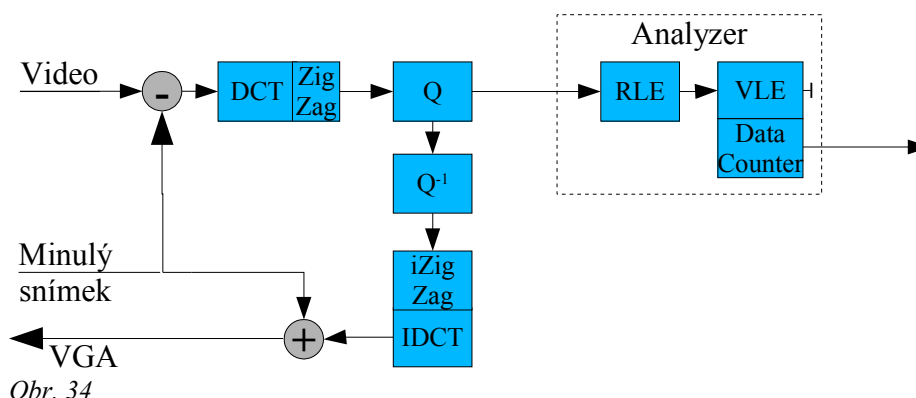 Analyzer
Video
-
DCT
Zig
Zag
Q
RLE
VLE
Data
Counter
Q-1
Minulý
snímek
iZig
Zag
IDCT
+
VGA
Obr. 34